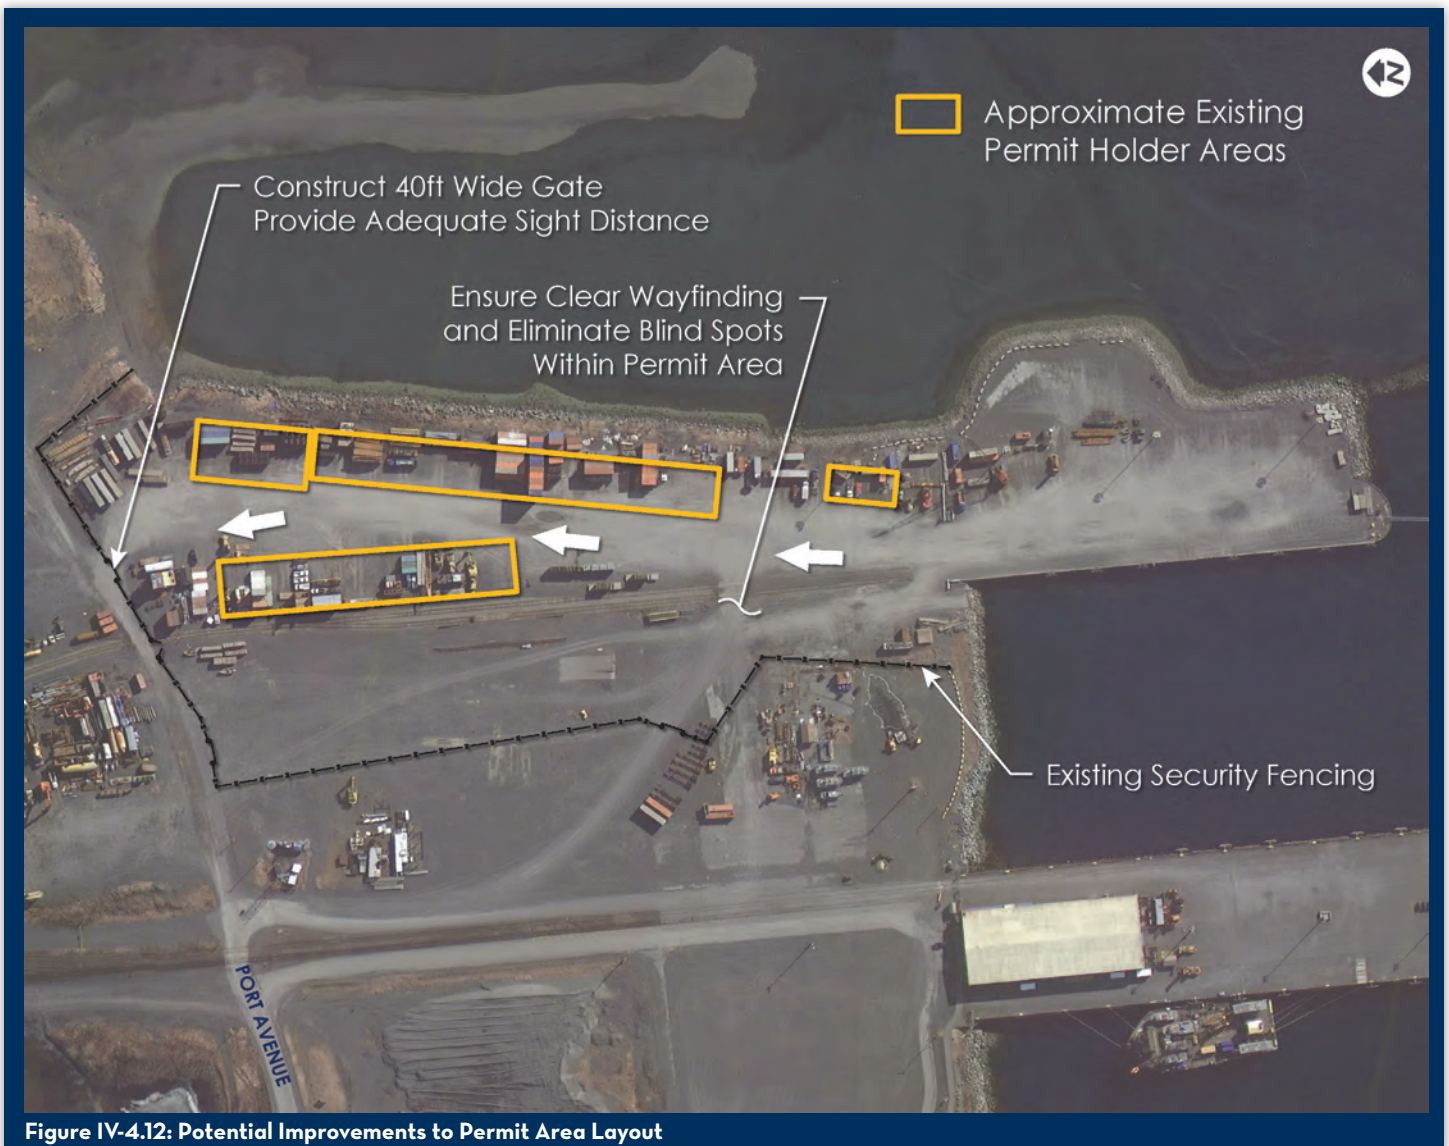 N
Approximate Existing
Permit Holder Areas
Construct 40ft Wide Gate
Provide Adequate Sight Distance
Ensure Clear Wayfinding
and Eliminate Blind Spots
Within Permit Area
Existing Security Fencing
PORT AVENUE
Figure IV-4.12: Potential Improvements to Permit Area Layout